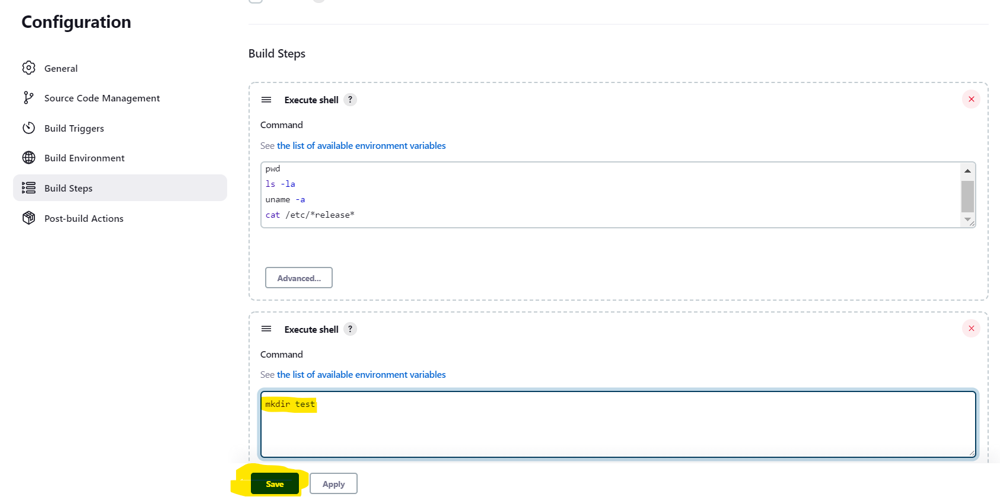 Configuration
General
Source Code Management
Build Triggers
Build Environment
Build Steps
Post-build Actions
Build Steps
Execute shell ?
Command
See the list of available environment variables
pwd
ls -la
uname -a
cat /etc/*release*
Advanced...
Execute shell ?
Command
See the list of available environment variables
mkdir test
Save Apply